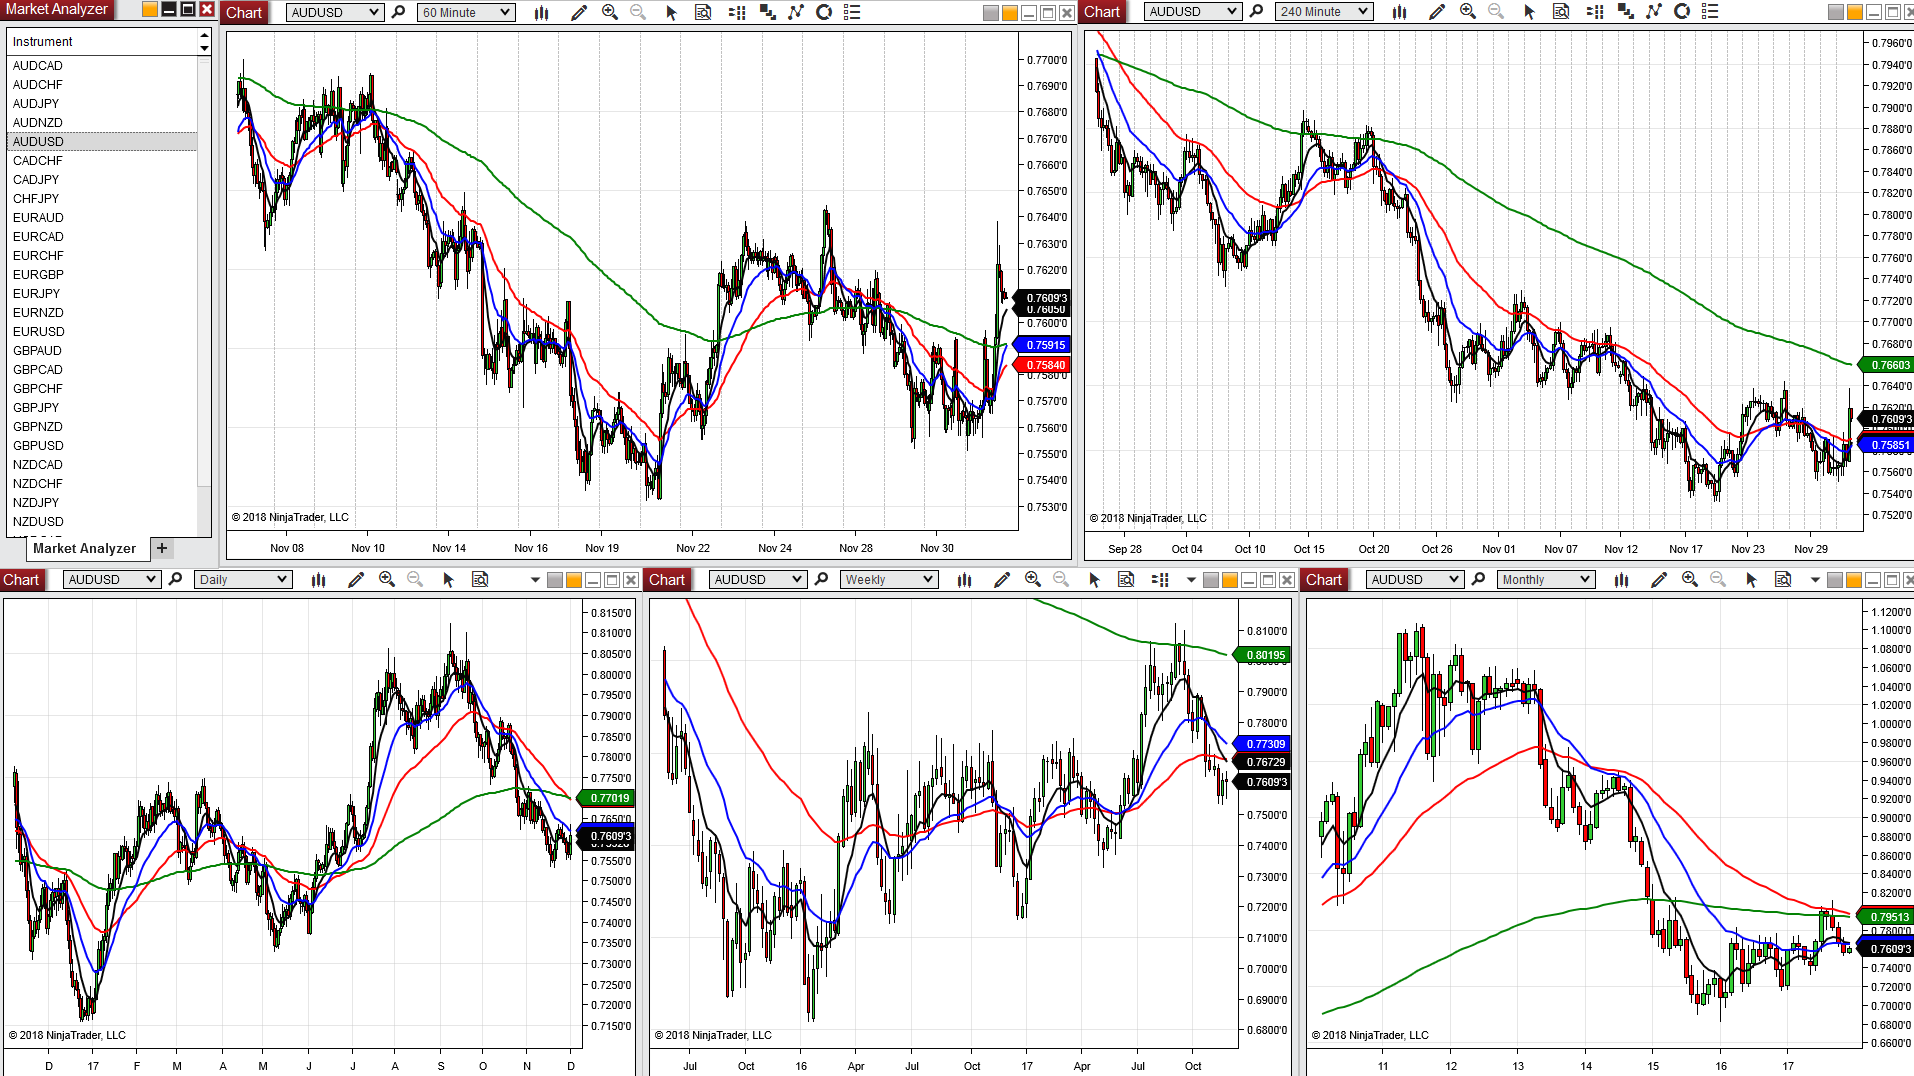 Market Analyzer
Instrument
AUDCAD
AUDCHF
AUDJPY
AUDNZD
AUDUSD
CADCHF
CADJPY
CHFJPY
EURAUD
EURCAD
EURCHF
EURGBP
EURJPY
EURNZD
EURUSD
GBPAUD
GBPCAD
GBPCHF
GBPJPY
GBPNZD
GBPUSD
NZDCAD
NZDCHF
NZDJPY
NZDUSD
Market Analyzer +
Chart AUDUSD 60 Minute
0.7700'0
0.7690'0
0.7680'0
0.7670'0
0.7660'0
0.7650'0
0.7640'0
0.7630'0
0.7620'0
0.7609'3
0.76050
0.7600'0
0.75915
0.75840
0.7580'0
0.7570'0
0.7560'0
0.7550'0
0.7540'0
0.7530'0
© 2018 NinjaTrader, LLC
Nov 08 Nov 10 Nov 14 Nov 16 Nov 19 Nov 22 Nov 24 Nov 28 Nov 30
Chart AUDUSD 240 Minute
0.7960'0
0.7940'0
0.7920'0
0.7900'0
0.7880'0
0.7860'0
0.7840'0
0.7820'0
0.7800'0
0.7780'0
0.7760'0
0.7740'0
0.7720'0
0.7700'0
0.7680'0
0.76603
0.7640'0
0.7620'0
0.7609'3
0.75851
0.7560'0
0.7540'0
0.7520'0
© 2018 NinjaTrader, LLC
Sep 28 Oct 04 Oct 10 Oct 15 Oct 20 Oct 26 Nov 01 Nov 07 Nov 12 Nov 17 Nov 23 Nov 29
Chart AUDUSD Daily
0.8150'0
0.8100'0
0.8050'0
0.8000'0
0.7950'0
0.7900'0
0.7850'0
0.7800'0
0.7750'0
0.77019
0.7650'0
0.7609'3
0.7550'0
0.7500'0
0.7450'0
0.7400'0
0.7350'0
0.7300'0
0.7250'0
0.7200'0
0.7150'0
© 2018 NinjaTrader, LLC
D 17 F M A M J J A S O N D
Chart AUDUSD Weekly
0.8100'0
0.80195
0.7900'0
0.7800'0
0.77309
0.76729
0.7609'3
0.7500'0
0.7400'0
0.7300'0
0.7200'0
0.7100'0
0.7000'0
0.6900'0
0.6800'0
© 2018 NinjaTrader, LLC
Jul Oct 16 Apr Jul Oct 17 Apr Jul Oct
Chart AUDUSD Monthly
1.1200'0
1.1000'0
1.0800'0
1.0600'0
1.0400'0
1.0200'0
1.0000'0
0.9800'0
0.9600'0
0.9400'0
0.9200'0
0.9000'0
0.8800'0
0.8600'0
0.8400'0
0.8200'0
0.79513
0.7800'0
0.7609'3
0.7400'0
0.7200'0
0.7000'0
0.6800'0
0.6600'0
© 2018 NinjaTrader, LLC
11 12 13 14 15 16 17